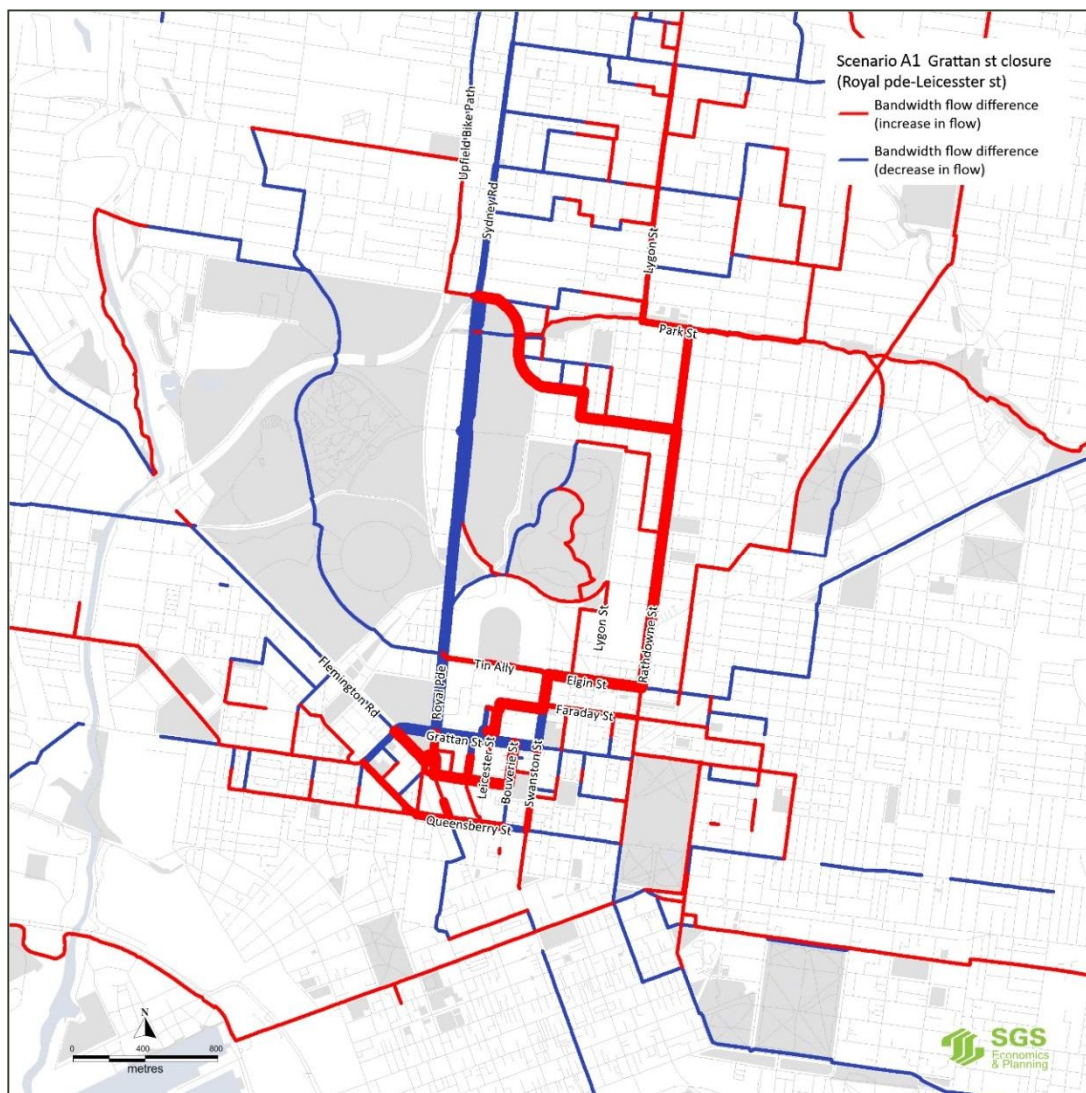 Scenario A1 Grattan st closure
(Royal pde-Leicesster st)
Bandwidth flow difference
(increase in flow)
Bandwidth flow difference
(decrease in flow)
Upfield Bike Path
Sydney Rd
Lygon St
Park St
Lygon St
Rathdowne St
Tin Ally
Elgin St
Flemington Rd
Royal Pde
Faraday St
Grattan St
Leicester St
Bouverie St
Swanston St
Queensberry St
N
0 400 800
metres
SGS
Economics
& Planning